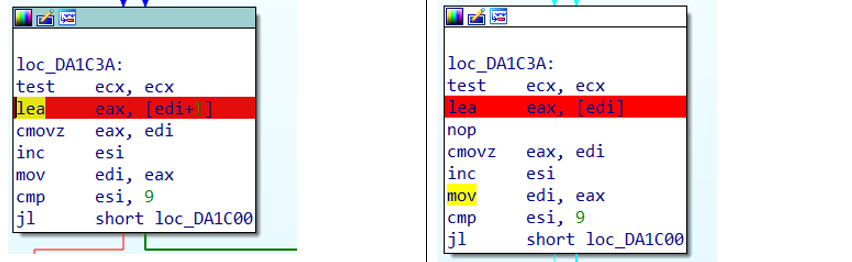 loc_DA1C3A:
test ecx, ecx
lea eax, [edi+1]
cmovz eax, edi
inc esi
mov edi, eax
cmp esi, 9
jl short loc_DA1C00
loc_DA1C3A:
test ecx, ecx
lea eax, [edi]
nop
cmovz eax, edi
inc esi
mov edi, eax
cmp esi, 9
jl short loc_DA1C00